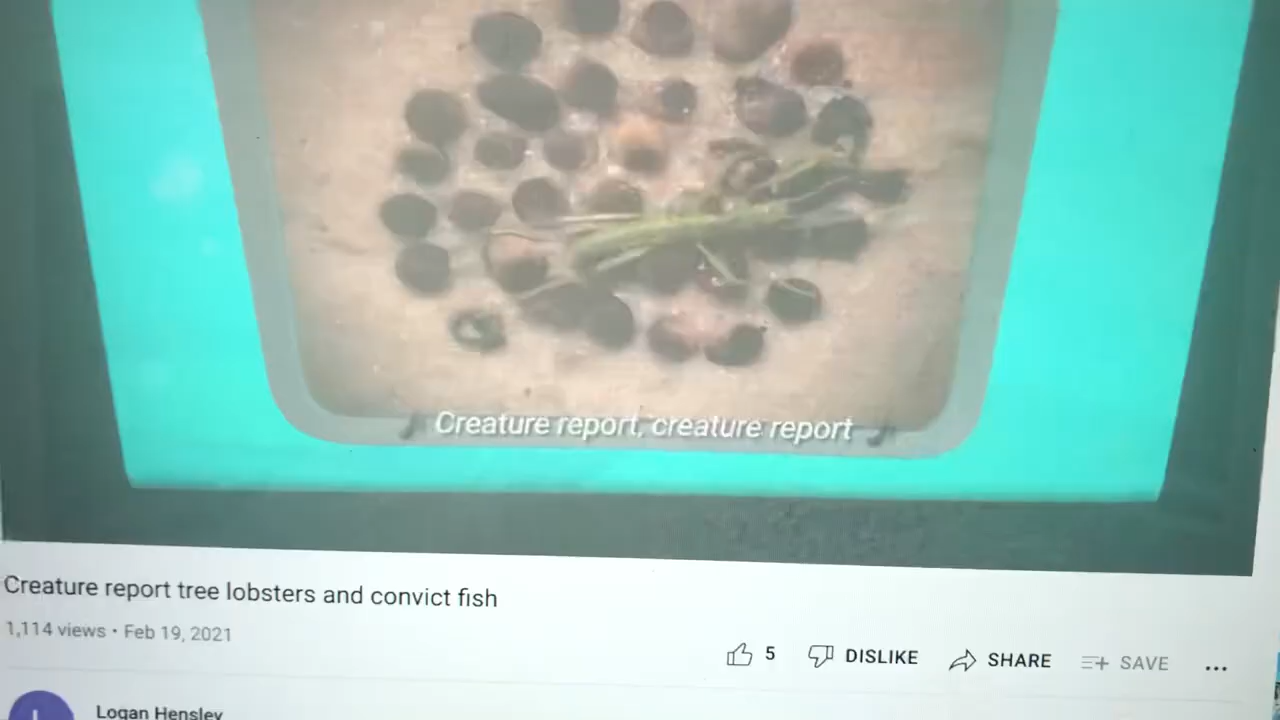 Creature report, creature report
Creature report tree lobsters and convict fish
1,114 views • Feb 19, 2021
5 DISLIKE SHARE SAVE
Logan Hensley